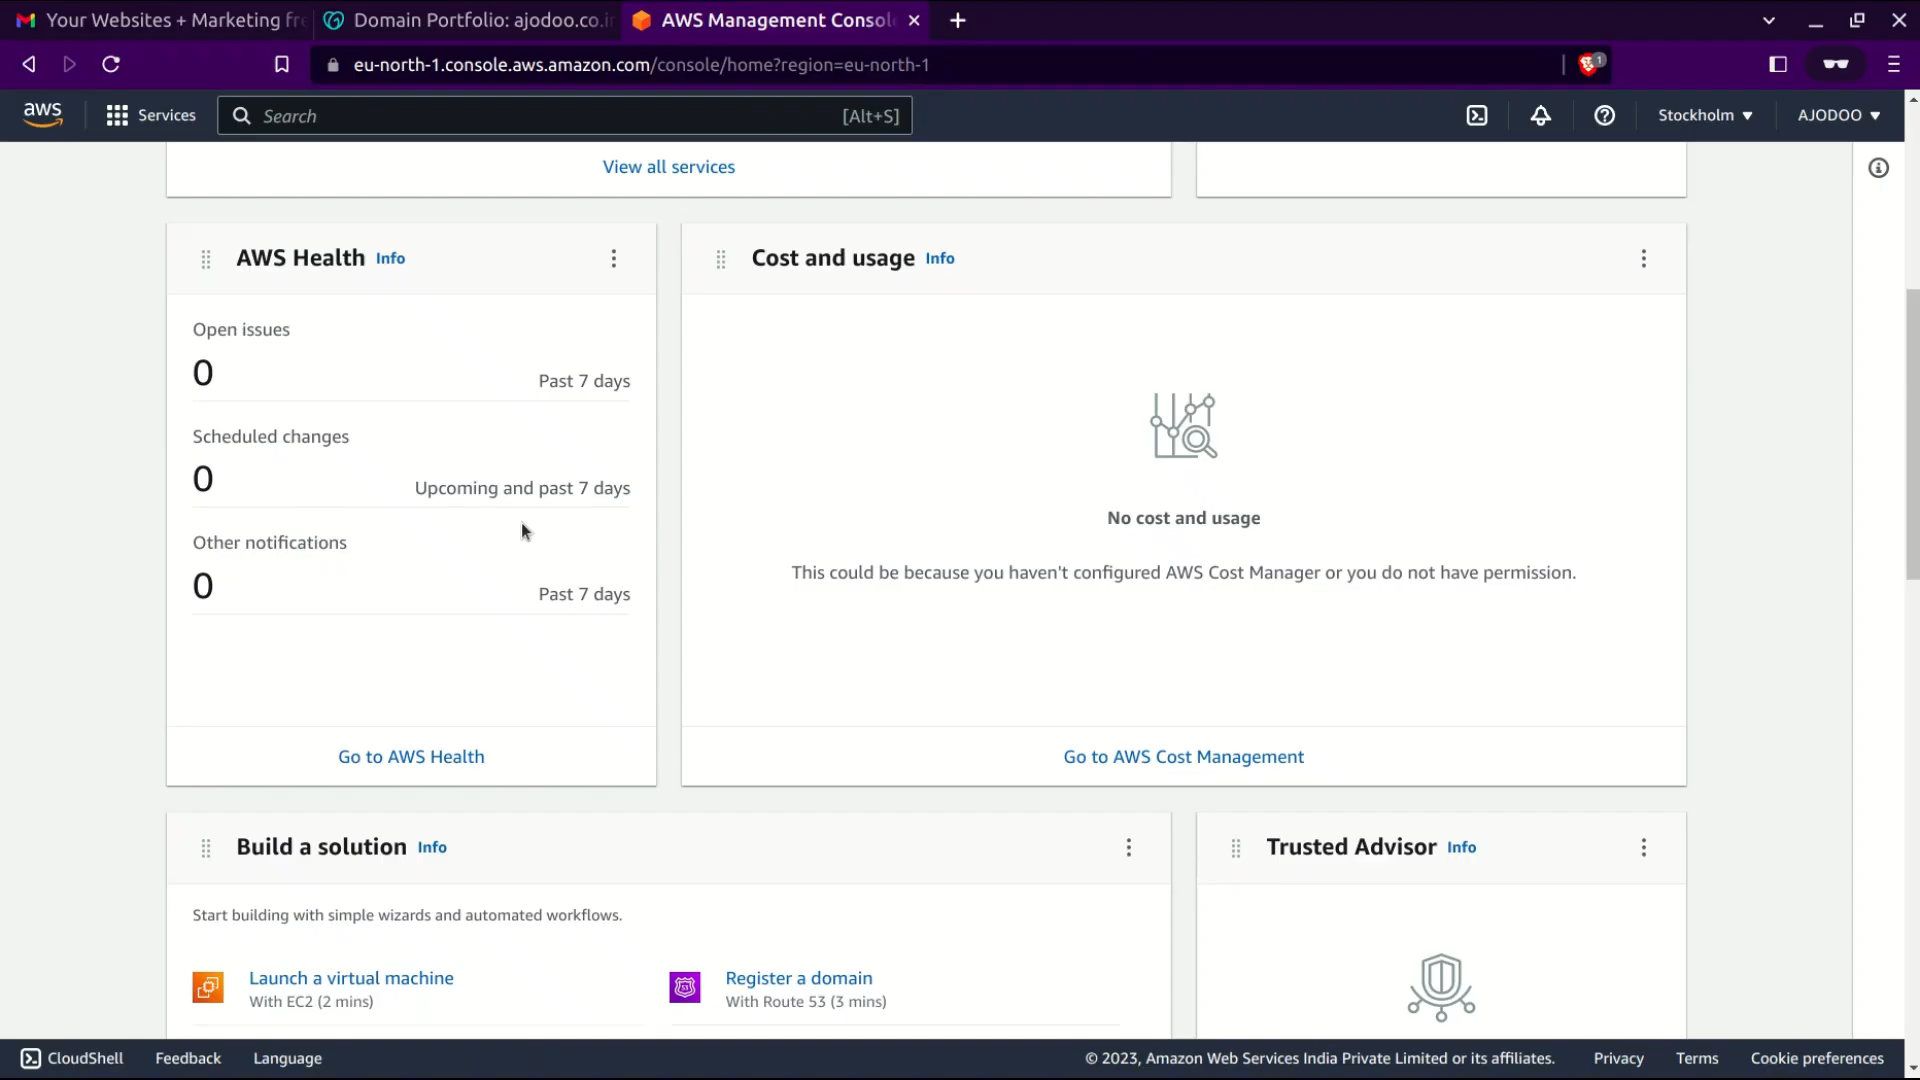 Your Websites + Marketing fre
Domain Portfolio: ajodoo.co.in
AWS Management Consol
eu-north-1.console.aws.amazon.com/console/home?region=eu-north-1
1
aws
Services
Search
[Alt+S]
Stockholm
AJODOO
View all services
AWS Health Info
Cost and usage Info
Open issues
0
Past 7 days
Scheduled changes
0
Upcoming and past 7 days
Other notifications
0
Past 7 days
No cost and usage
This could be because you haven't configured AWS Cost Manager or you do not have permission.
Go to AWS Health
Go to AWS Cost Management
Build a solution Info
Trusted Advisor Info
Start building with simple wizards and automated workflows.
Launch a virtual machine
With EC2 (2 mins)
Register a domain
With Route 53 (3 mins)
CloudShell
Feedback
Language
© 2023, Amazon Web Services India Private Limited or its affiliates.
Privacy
Terms
Cookie preferences